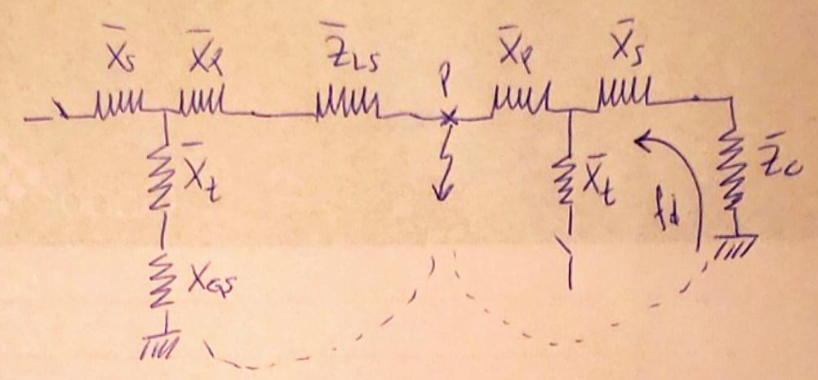 X̄s X̄p Z̄LS P X̄p X̄s
X̄t X̄t fd Z̄c
XGS